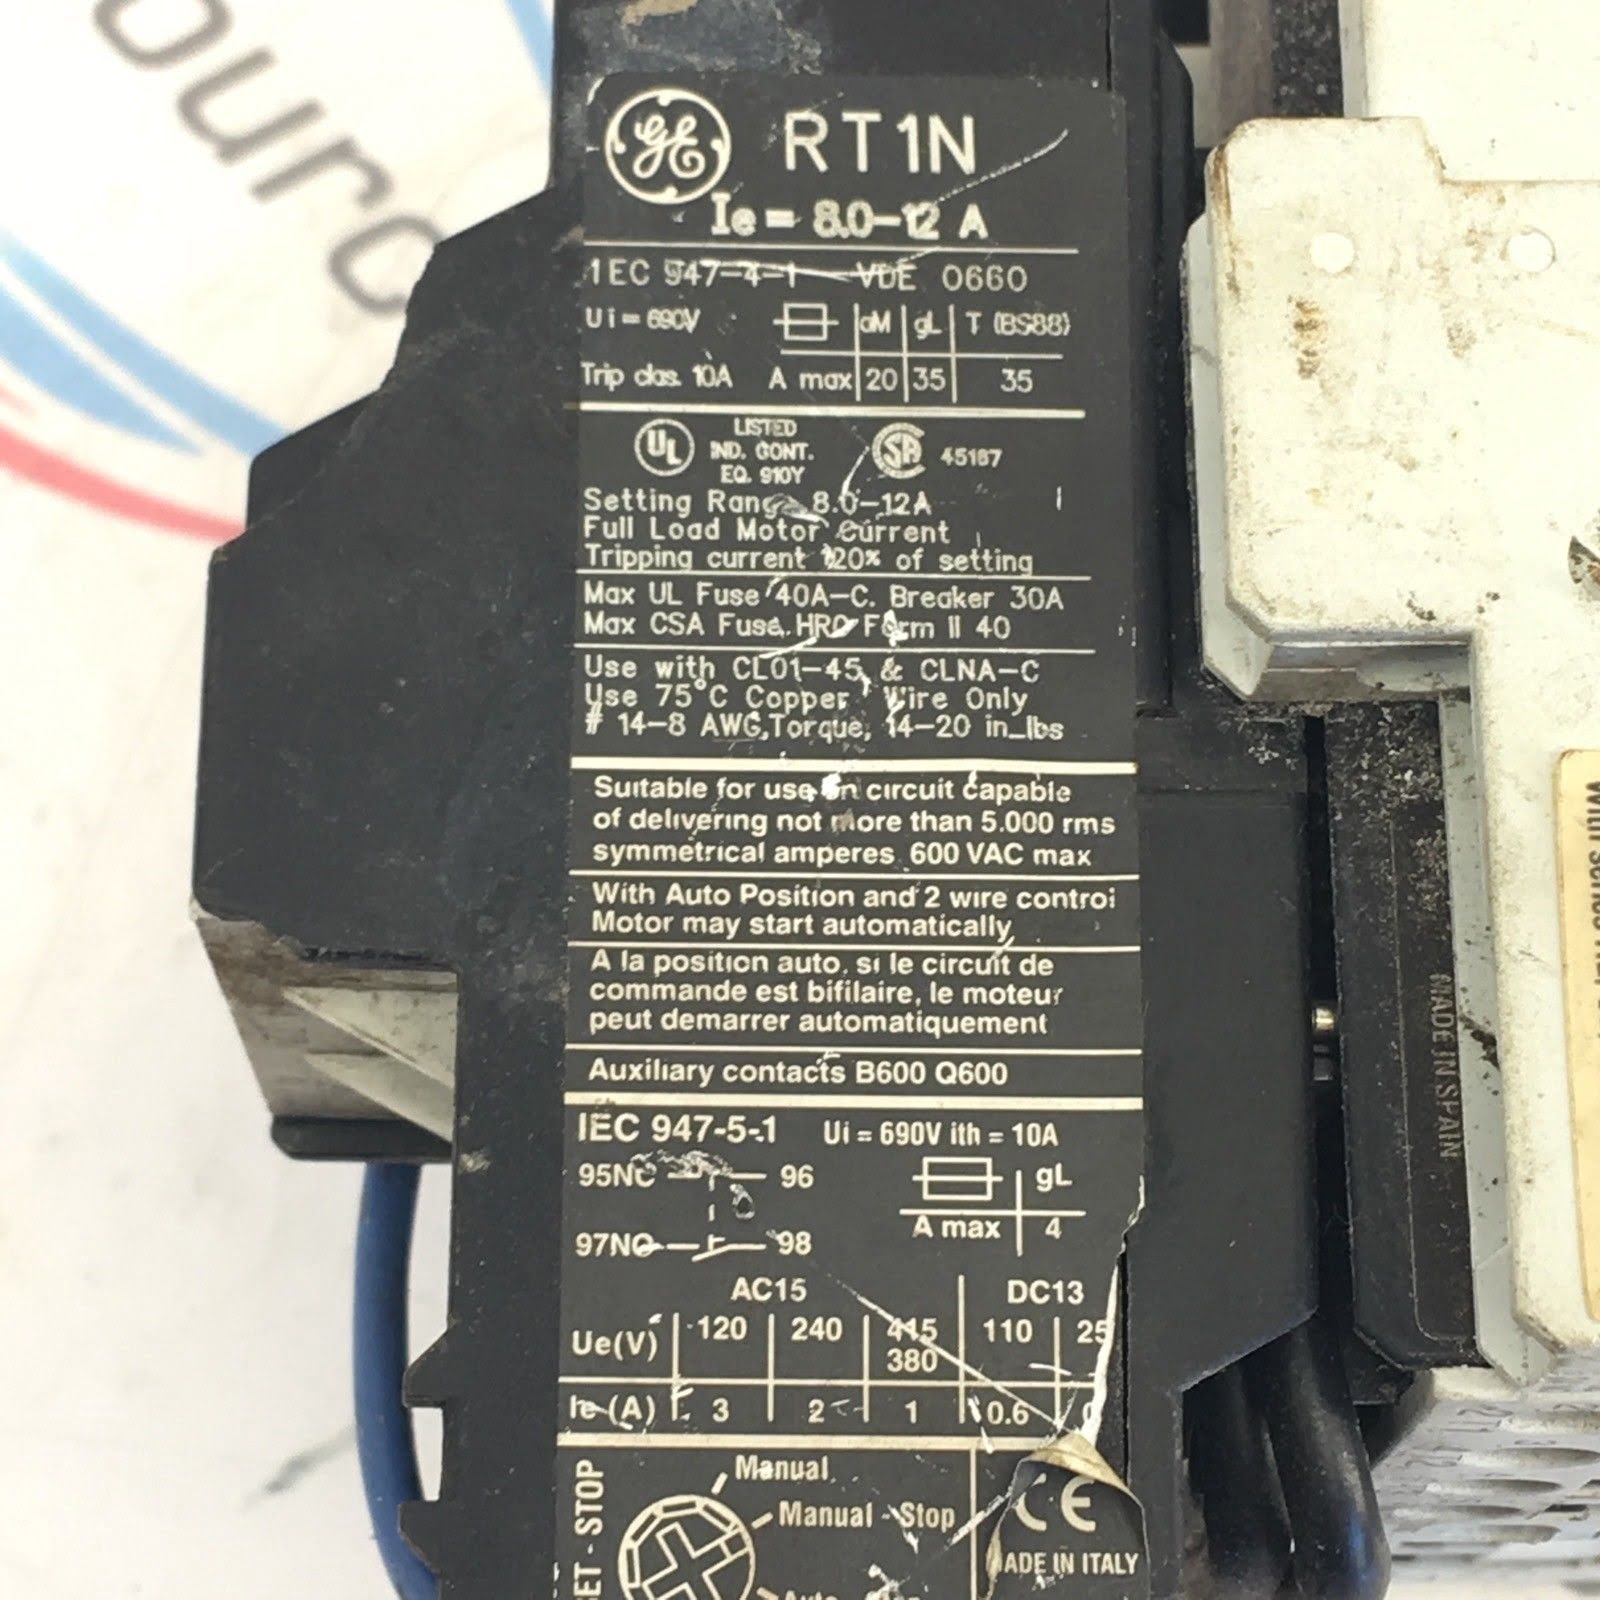 ourc
GE RT1N
Ie = 8.0-12 A
IEC 947-4-1 VDE 0660
Ui = 690V aM gL T (BS88)
Trip clas. 10A A max 20 35 35
UL LISTED IND. CONT. EQ. 910Y SA 45187
Setting Range 8.0-12A
Full Load Motor Current
Tripping current 120% of setting
Max UL Fuse 40A-C. Breaker 30A
Max CSA Fuse HRC Form II 40
Use with CL01-45 & CLNA-C
Use 75°C Copper Wire Only
# 14-8 AWG, Torque, 14-20 in_lbs
Suitable for use on circuit capable
of delivering not more than 5.000 rms
symmetrical amperes. 600 VAC max
With Auto Position and 2 wire control
Motor may start automatically
A la position auto, si le circuit de
commande est bifilaire, le moteur
peut demarrer automatiquement
Auxiliary contacts B600 Q600
IEC 947-5-1 Ui = 690V ith = 10A
95NC 96 gL
A max 4
97NO 98
AC15 DC13
Ue(V) 120 240 415 110 25
380
Ie (A) 3 2 1 0.6 0
ET - STOP
Manual
Manual - Stop
CE
MADE IN ITALY
MADE IN SPAIN